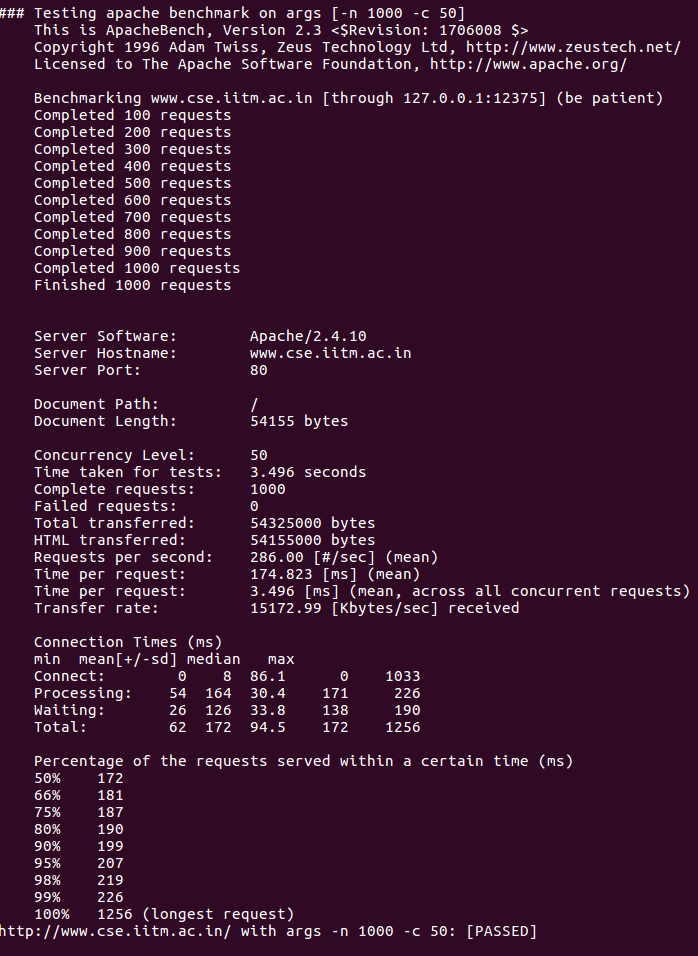 ### Testing apache benchmark on args [-n 1000 -c 50]
This is ApacheBench, Version 2.3 <$Revision: 1706008 $>
Copyright 1996 Adam Twiss, Zeus Technology Ltd, http://www.zeustech.net/
Licensed to The Apache Software Foundation, http://www.apache.org/

Benchmarking www.cse.iitm.ac.in [through 127.0.0.1:12375] (be patient)
Completed 100 requests
Completed 200 requests
Completed 300 requests
Completed 400 requests
Completed 500 requests
Completed 600 requests
Completed 700 requests
Completed 800 requests
Completed 900 requests
Completed 1000 requests
Finished 1000 requests

Server Software: Apache/2.4.10
Server Hostname: www.cse.iitm.ac.in
Server Port: 80

Document Path: /
Document Length: 54155 bytes

Concurrency Level: 50
Time taken for tests: 3.496 seconds
Complete requests: 1000
Failed requests: 0
Total transferred: 54325000 bytes
HTML transferred: 54155000 bytes
Requests per second: 286.00 [#/sec] (mean)
Time per request: 174.823 [ms] (mean)
Time per request: 3.496 [ms] (mean, across all concurrent requests)
Transfer rate: 15172.99 [Kbytes/sec] received

Connection Times (ms)
min mean[+/-sd] median max
Connect: 0 8 86.1 0 1033
Processing: 54 164 30.4 171 226
Waiting: 26 126 33.8 138 190
Total: 62 172 94.5 172 1256

Percentage of the requests served within a certain time (ms)
50% 172
66% 181
75% 187
80% 190
90% 199
95% 207
98% 219
99% 226
100% 1256 (longest request)
http://www.cse.iitm.ac.in/ with args -n 1000 -c 50: [PASSED]